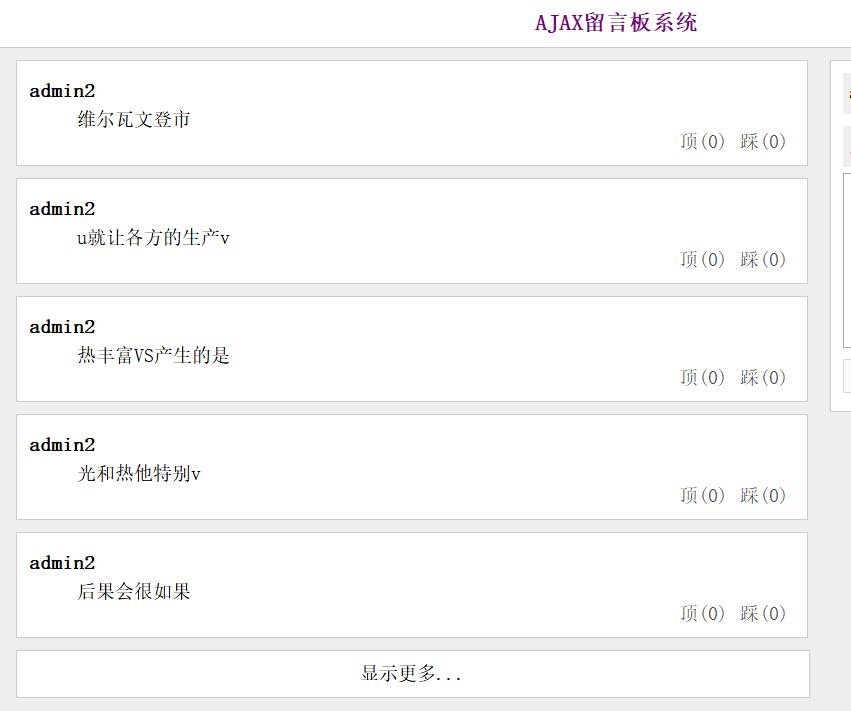 AJAX留言板系统
admin2
维尔瓦文登市
顶(0) 踩(0)
admin2
u就让各方的生产v
顶(0) 踩(0)
admin2
热丰富VS产生的是
顶(0) 踩(0)
admin2
光和热他特别v
顶(0) 踩(0)
admin2
后果会很如果
顶(0) 踩(0)
显示更多...